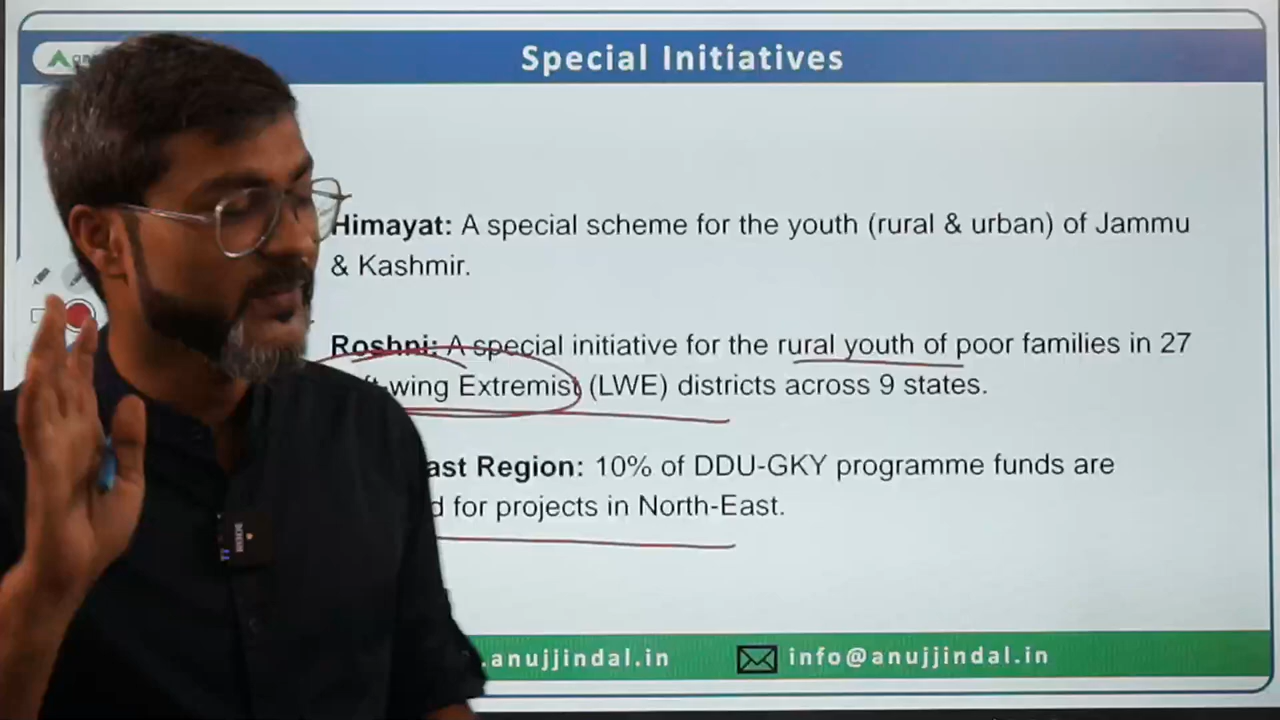 Special Initiatives
Himayat: A special scheme for the youth (rural & urban) of Jammu
& Kashmir.
Roshni: A special initiative for the rural youth of poor families in 27
wing Extremist (LWE) districts across 9 states.
Region: 10% of DDU-GKY programme funds are
for projects in North-East.
.anujjindal.in
info@anujjindal.in